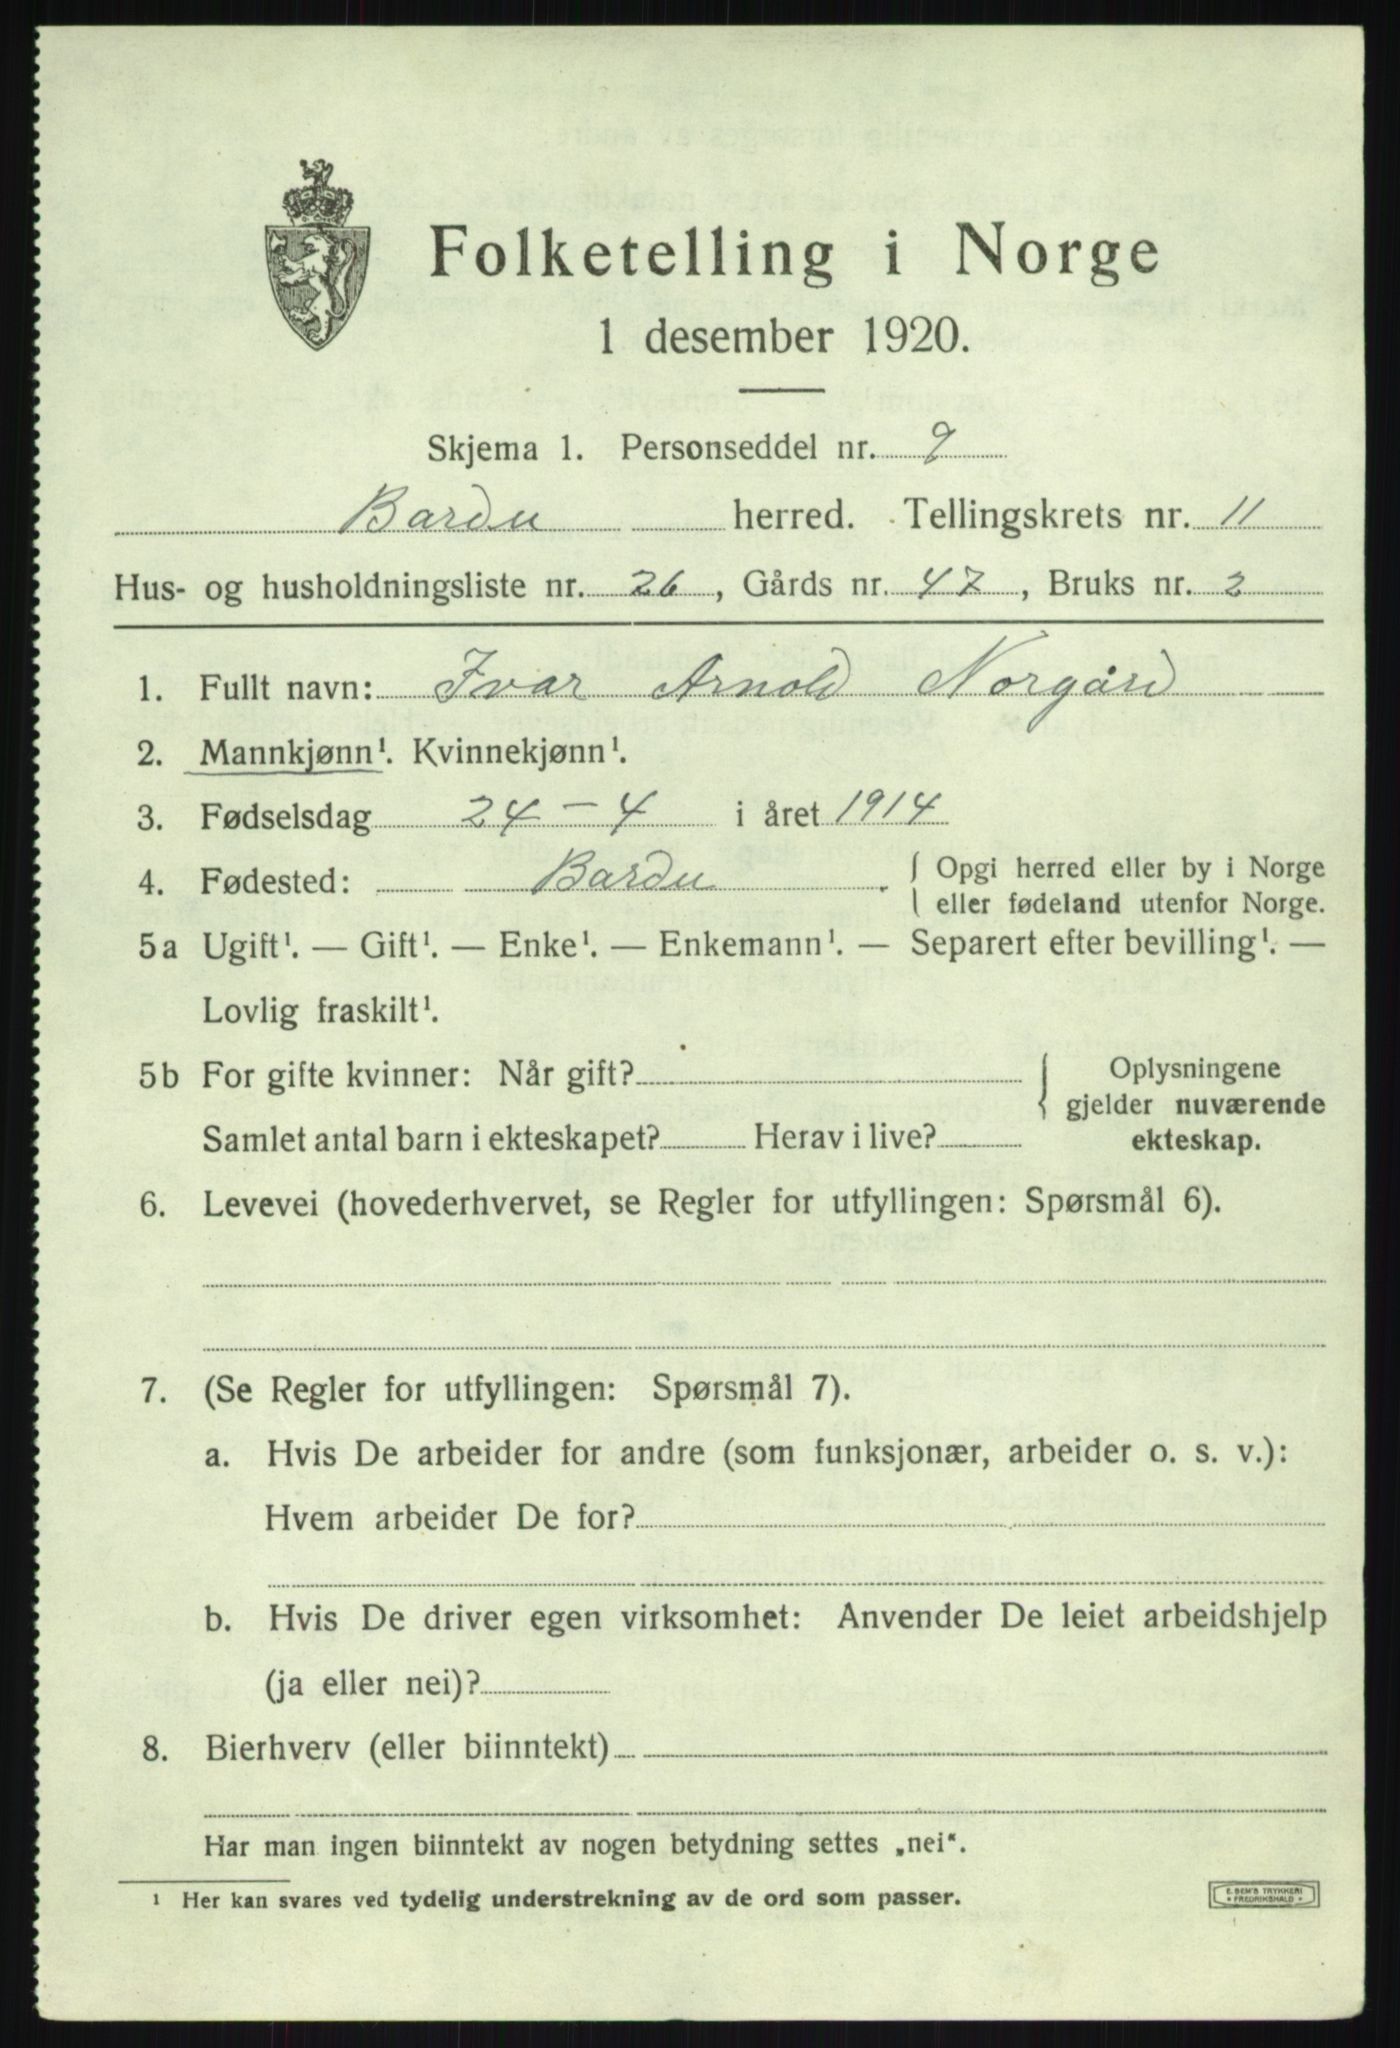 Folketelling i Norge
1 desember 1920.
Skjema 1. Personseddel nr. 9
Bardu herred. Tellingskrets nr. 11
Hus- og husholdningsliste nr. 26, Gårds nr. 47, Bruks nr. 2
1. Fullt navn: Ivar Arnold Norgård
2. Mannkjønn¹. Kvinnekjønn¹.
3. Fødselsdag 24 - 4 i året 1914
4. Fødested: Bardu. { Opgi herred eller by i Norge
eller fødeland utenfor Norge.
5a Ugift¹. — Gift¹. — Enke¹. — Enkemann¹. — Separert efter bevilling¹. —
Lovlig fraskilt¹.
5b For gifte kvinner: Når gift? { Oplysningene
gjelder nuværende
Samlet antal barn i ekteskapet? Herav i live? ekteskap.
6. Levevei (hovederhvervet, se Regler for utfyllingen: Spørsmål 6).
7. (Se Regler for utfyllingen: Spørsmål 7).
a. Hvis De arbeider for andre (som funksjonær, arbeider o. s. v.):
Hvem arbeider De for?
b. Hvis De driver egen virksomhet: Anvender De leiet arbeidshjelp
(ja eller nei)?
8. Bierhverv (eller biinntekt)
Har man ingen biinntekt av nogen betydning settes „nei“.
¹ Her kan svares ved tydelig understrekning av de ord som passer.
E. SEM'S TRYKKERI
FREDRIKSHALD